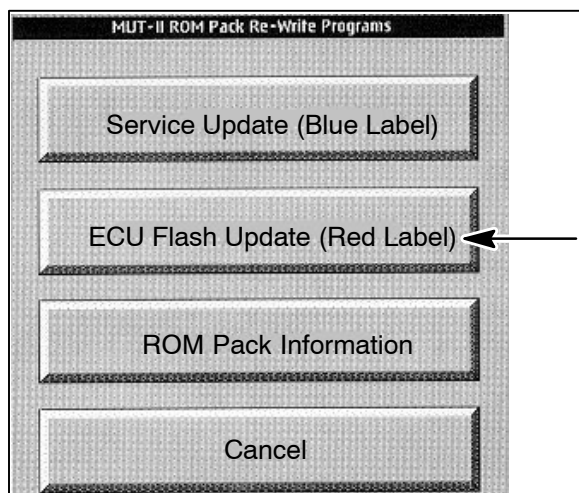 MUT-II ROM Pack Re-Write Programs
Service Update (Blue Label)
ECU Flash Update (Red Label)
ROM Pack Information
Cancel